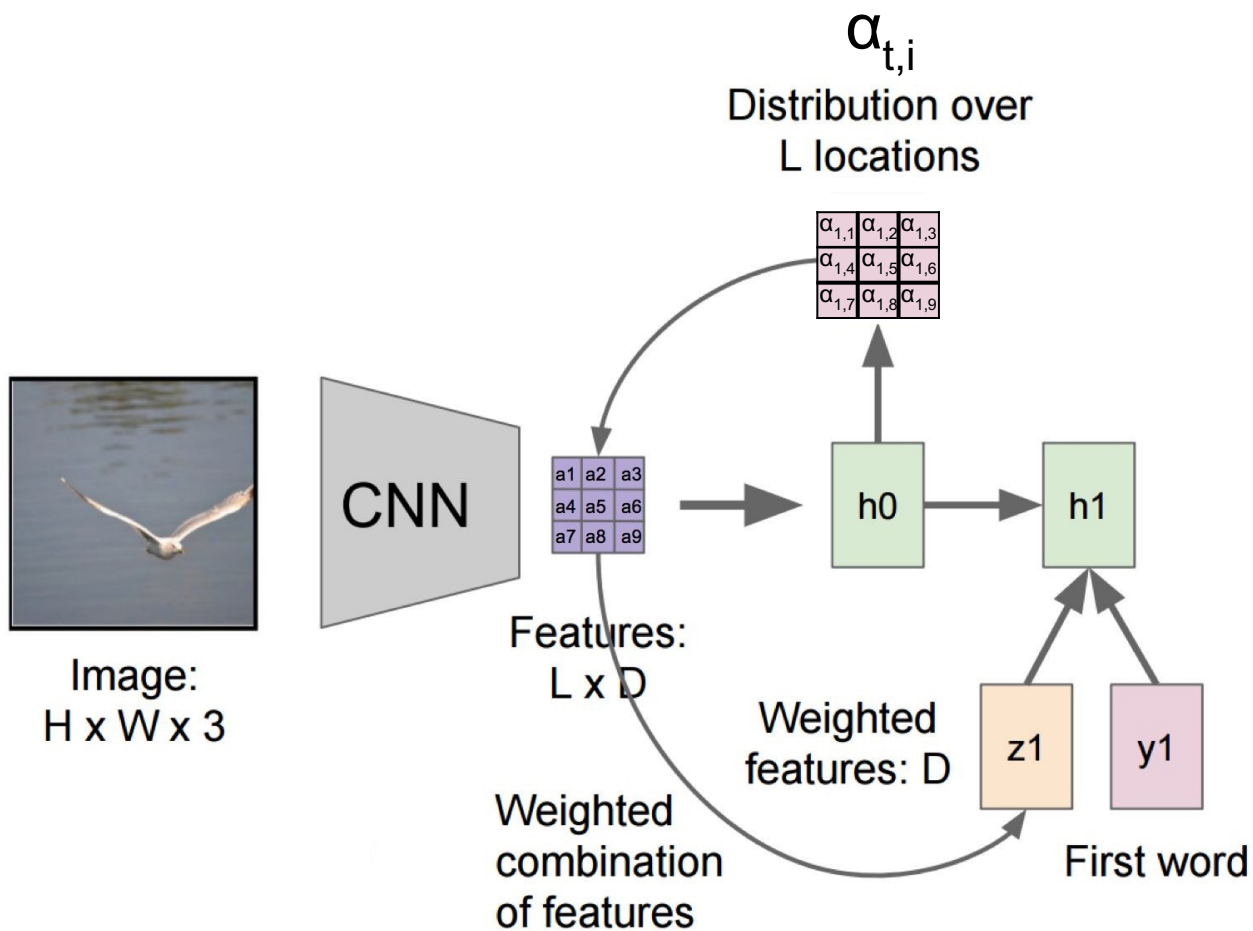 αt,i
Distribution over
L locations
α1,1 α1,2 α1,3
α1,4 α1,5 α1,6
α1,7 α1,8 α1,9
CNN
a1 a2 a3
a4 a5 a6
a7 a8 a9
h0
h1
Image:
H x W x 3
Features:
L x D
Weighted
features: D
z1
y1
Weighted
combination
of features
First word